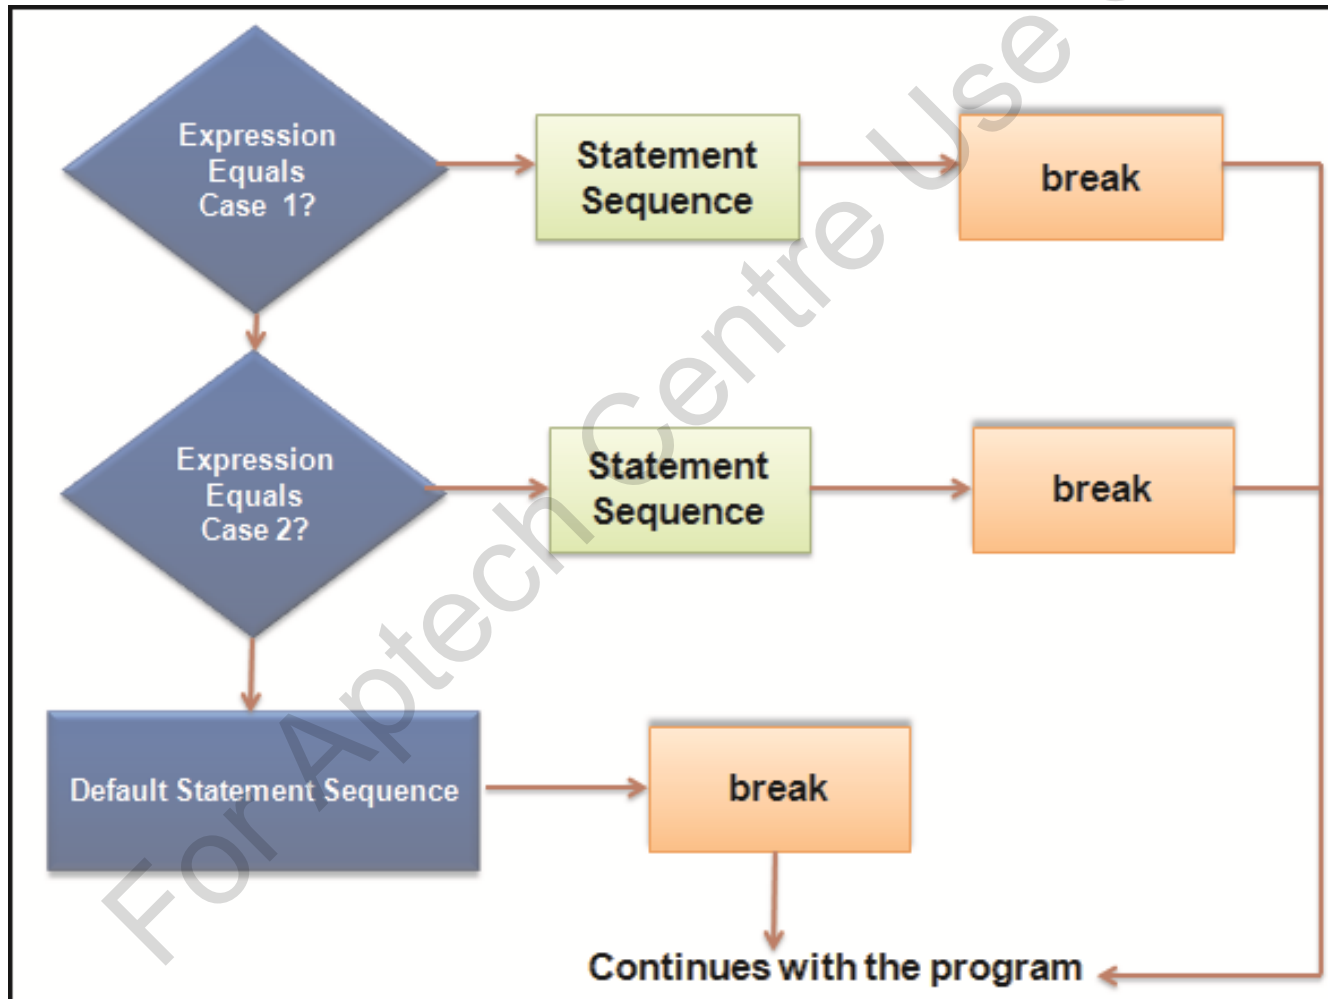 Expression
Equals
Case 1?
Statement
Sequence
break
Expression
Equals
Case 2?
Statement
Sequence
break
Default Statement Sequence
break
Continues with the program
For Aptech Centre Use